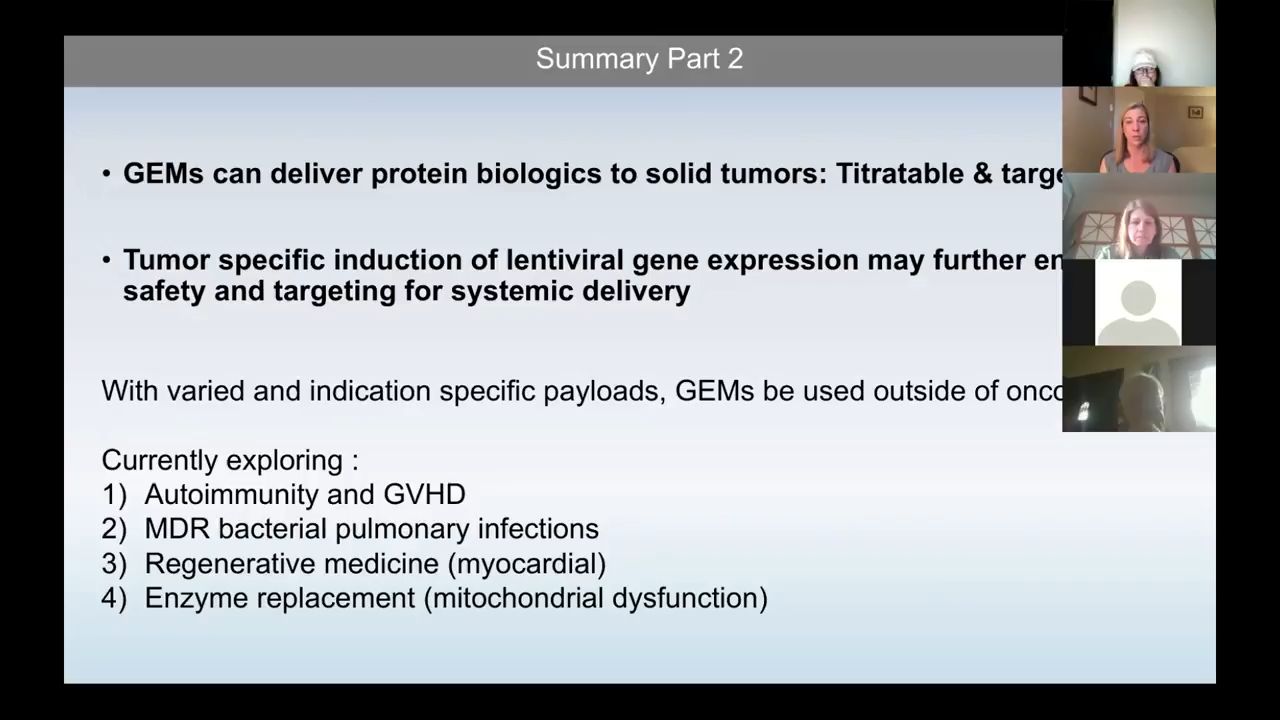 Summary Part 2
• GEMs can deliver protein biologics to solid tumors: Titratable &
• Tumor specific induction of lentiviral gene expression may further
safety and targeting for systemic delivery
With varied and indication specific payloads, GEMs be used outside of
Currently exploring :
1) Autoimmunity and GVHD
2) MDR bacterial pulmonary infections
3) Regenerative medicine (myocardial)
4) Enzyme replacement (mitochondrial dysfunction)